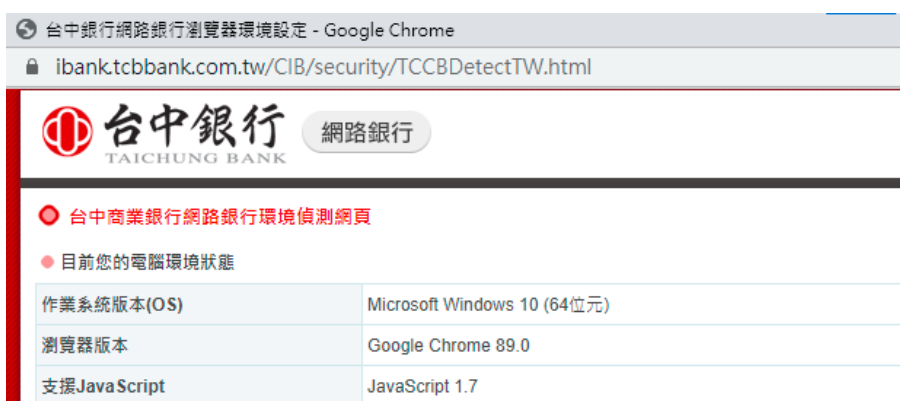 台中銀行網路銀行瀏覽器環境設定 - Google Chrome
ibank.tcbbank.com.tw/CIB/security/TCCBDetectTW.html
台中銀行 網路銀行
TAICHUNG BANK
台中商業銀行網路銀行環境偵測網頁
目前您的電腦環境狀態
作業系統版本(OS) Microsoft Windows 10 (64位元)
瀏覽器版本 Google Chrome 89.0
支援JavaScript JavaScript 1.7